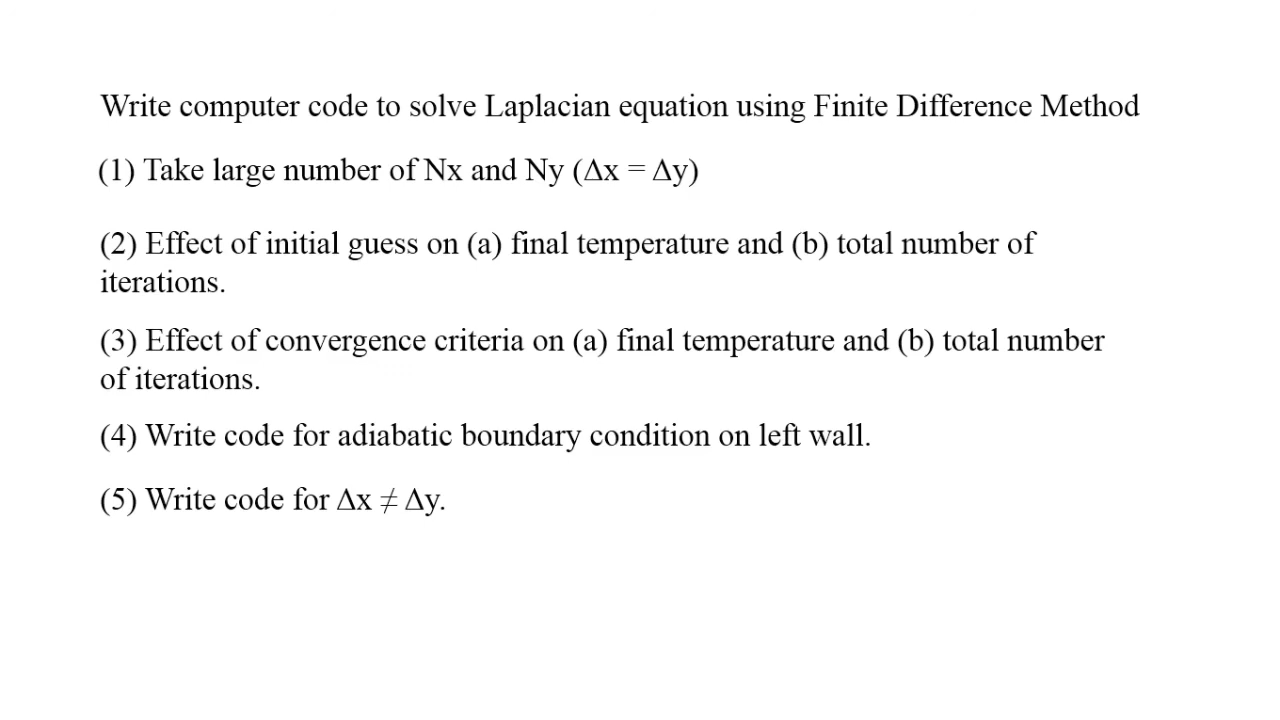 Write computer code to solve Laplacian equation using Finite Difference Method
(1) Take large number of Nx and Ny (Δx = Δy)
(2) Effect of initial guess on (a) final temperature and (b) total number of
iterations.
(3) Effect of convergence criteria on (a) final temperature and (b) total number
of iterations.
(4) Write code for adiabatic boundary condition on left wall.
(5) Write code for Δx ≠ Δy.